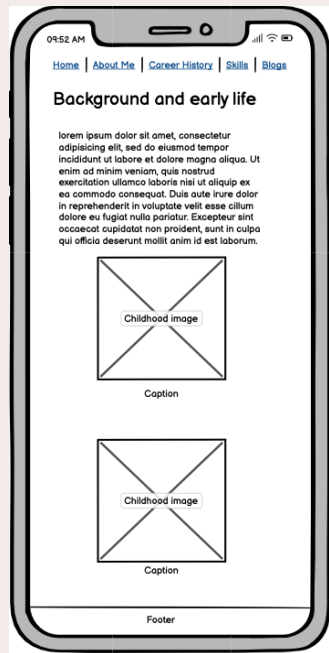 09:52 AM
Home | About Me | Career History | Skills | Blogs
Background and early life
lorem ipsum dolor sit amet, consectetur
adipisicing elit, sed do eiusmod tempor
incididunt ut labore et dolore magna aliqua. Ut
enim ad minim veniam, quis nostrud
exercitation ullamco laboris nisi ut aliquip ex
ea commodo consequat. Duis aute irure dolor
in reprehenderit in voluptate velit esse cillum
dolore eu fugiat nulla pariatur. Excepteur sint
occaecat cupidatat non proident, sunt in culpa
qui officia deserunt mollit anim id est laborum.
Childhood image
Caption
Childhood image
Caption
Footer